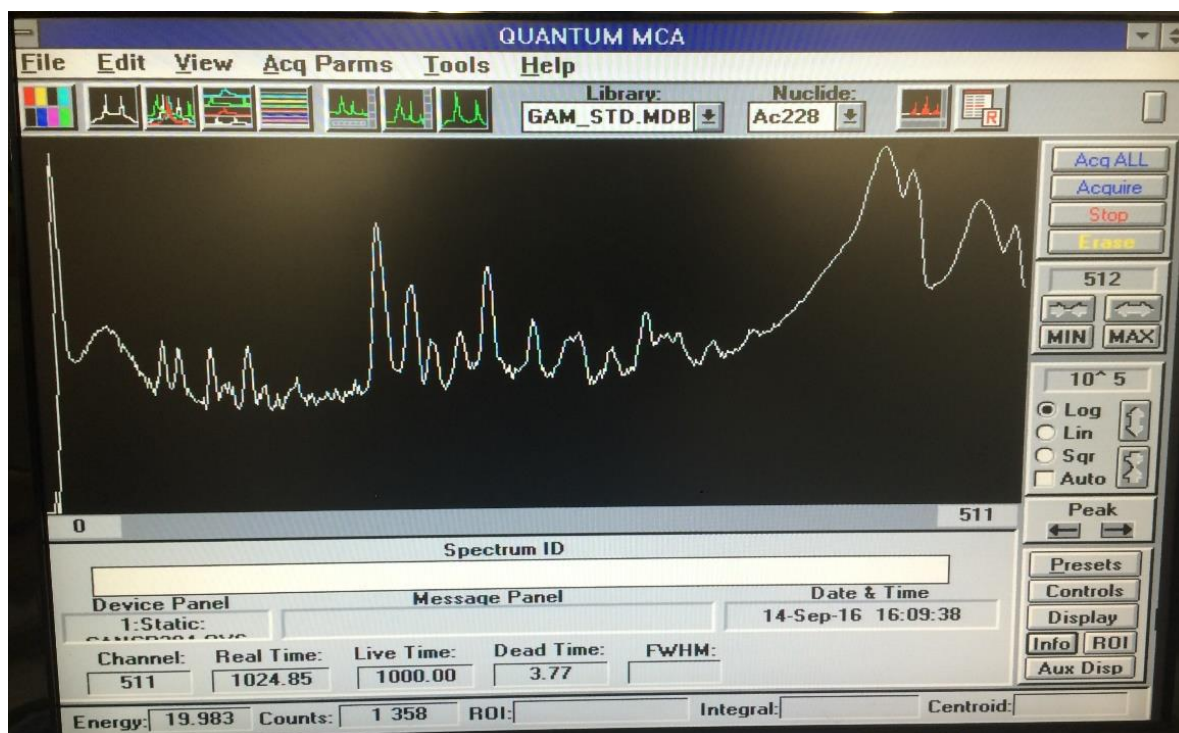 QUANTUM MCA
File Edit View Acq Parms Tools Help
Library: Nuclide:
GAM_STD.MDB Ac228
R
Acq ALL
Acquire
Stop
Erase
512
MIN MAX
10^ 5
Log
Lin
Sqr
Auto
0 511
Peak
Spectrum ID
Presets
Device Panel Message Panel Date & Time
Controls
1:Static: 14-Sep-16 16:09:38
Display
Channel: Real Time: Live Time: Dead Time: FWHM:
Info ROI
511 1024.85 1000.00 3.77
Aux Disp
Energy: 19.983 Counts: 1 358 ROI: Integral: Centroid: